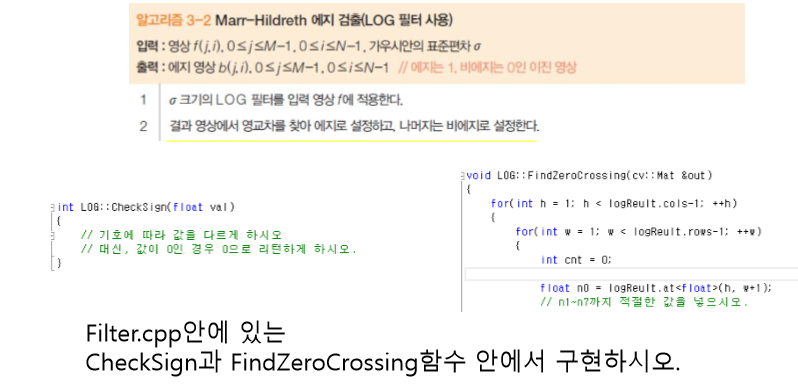 알고리즘 3-2 Marr-Hildreth 에지 검출(LOG 필터 사용)
입력 : 영상 f(j,i), 0≤j≤M-1, 0≤i≤N-1, 가우시안의 표준편차 σ
출력 : 에지 영상 b(j,i), 0≤j≤M-1, 0≤i≤N-1 // 에지는 1, 비에지는 0인 이진 영상
1 σ 크기의 LOG 필터를 입력 영상 f에 적용한다.
2 결과 영상에서 영교차를 찾아 에지로 설정하고, 나머지는 비에지로 설정한다.
int LOG::CheckSign(float val)
{
// 기호에 따라 값을 다르게 하시오
// 대신, 값이 0인 경우 0으로 리턴하게 하시오.
}
void LOG::FindZeroCrossing(cv::Mat &out)
{
for(int h = 1; h < logReult.cols-1; ++h)
{
for(int w = 1; w < logReult.rows-1; ++w)
{
int cnt = 0;
float n0 = logReult.at<float>(h, w+1);
// n1~n7까지 적절한 값을 넣으시오.
Filter.cpp안에 있는
CheckSign과 FindZeroCrossing함수 안에서 구현하시오.